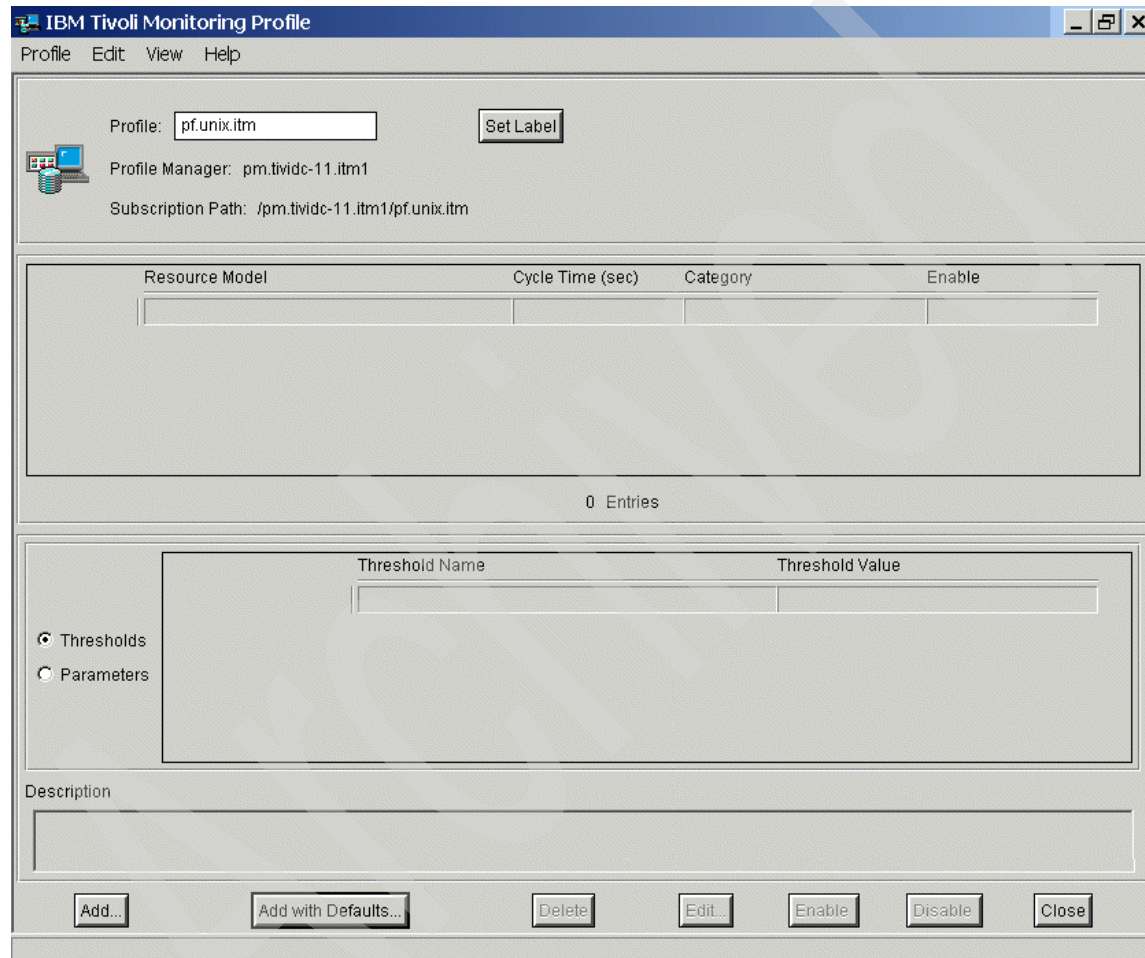 IBM Tivoli Monitoring Profile
Profile Edit View Help
Profile: pf.unix.itm Set Label
Profile Manager: pm.tividc-11.itm1
Subscription Path: /pm.tividc-11.itm1/pf.unix.itm
Resource Model Cycle Time (sec) Category Enable
0 Entries
Threshold Name Threshold Value
Thresholds
Parameters
Description
Add... Add with Defaults... Delete Edit... Enable Disable Close